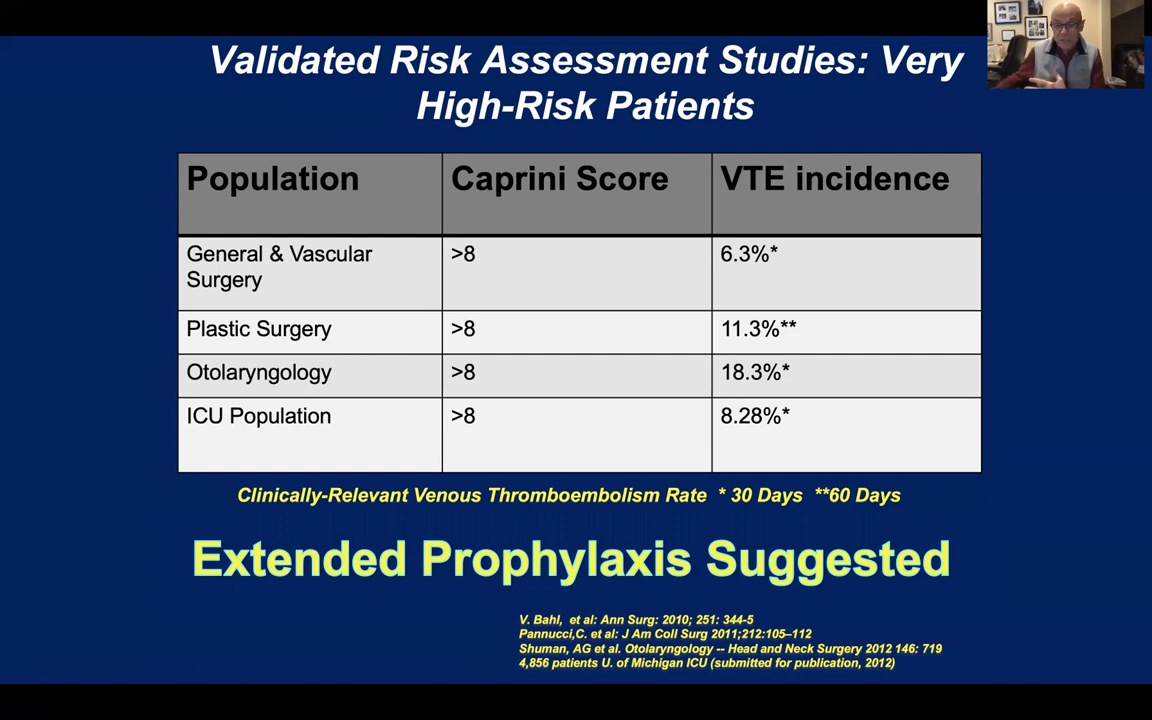 Validated Risk Assessment Studies: Very
High-Risk Patients
Population Caprini Score VTE incidence
General & Vascular
Surgery >8 6.3%*
Plastic Surgery >8 11.3%**
Otolaryngology >8 18.3%*
ICU Population >8 8.28%*
Clinically-Relevant Venous Thromboembolism Rate * 30 Days **60 Days
Extended Prophylaxis Suggested
V. Bahl, et al: Ann Surg: 2010; 251: 344-5
Pannucci,C. et al: J Am Coll Surg 2011;212:105–112
Shuman, AG et al. Otolaryngology -- Head and Neck Surgery 2012 146: 719
4,856 patients U. of Michigan ICU (submitted for publication, 2012)